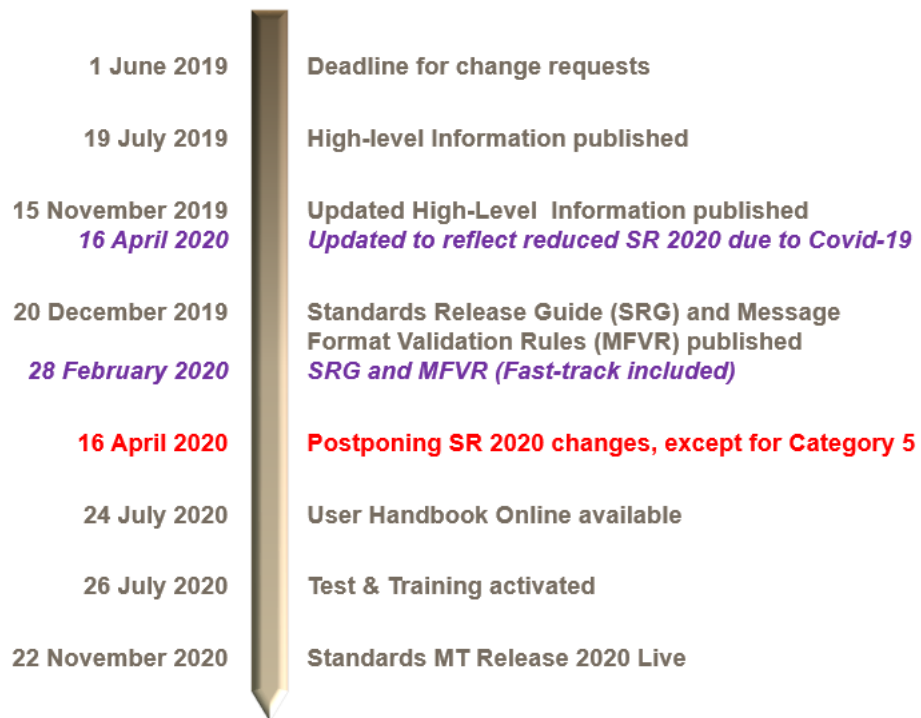 1 June 2019 Deadline for change requests
19 July 2019 High-level Information published
15 November 2019 Updated High-Level Information published
16 April 2020 Updated to reflect reduced SR 2020 due to Covid-19
20 December 2019 Standards Release Guide (SRG) and Message
Format Validation Rules (MFVR) published
28 February 2020 SRG and MFVR (Fast-track included)
16 April 2020 Postponing SR 2020 changes, except for Category 5
24 July 2020 User Handbook Online available
26 July 2020 Test & Training activated
22 November 2020 Standards MT Release 2020 Live